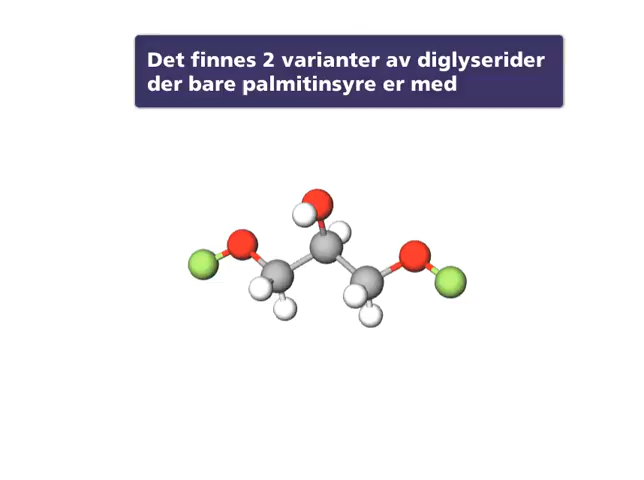 Det finnes 2 varianter av diglyserider
der bare palmitinsyre er med